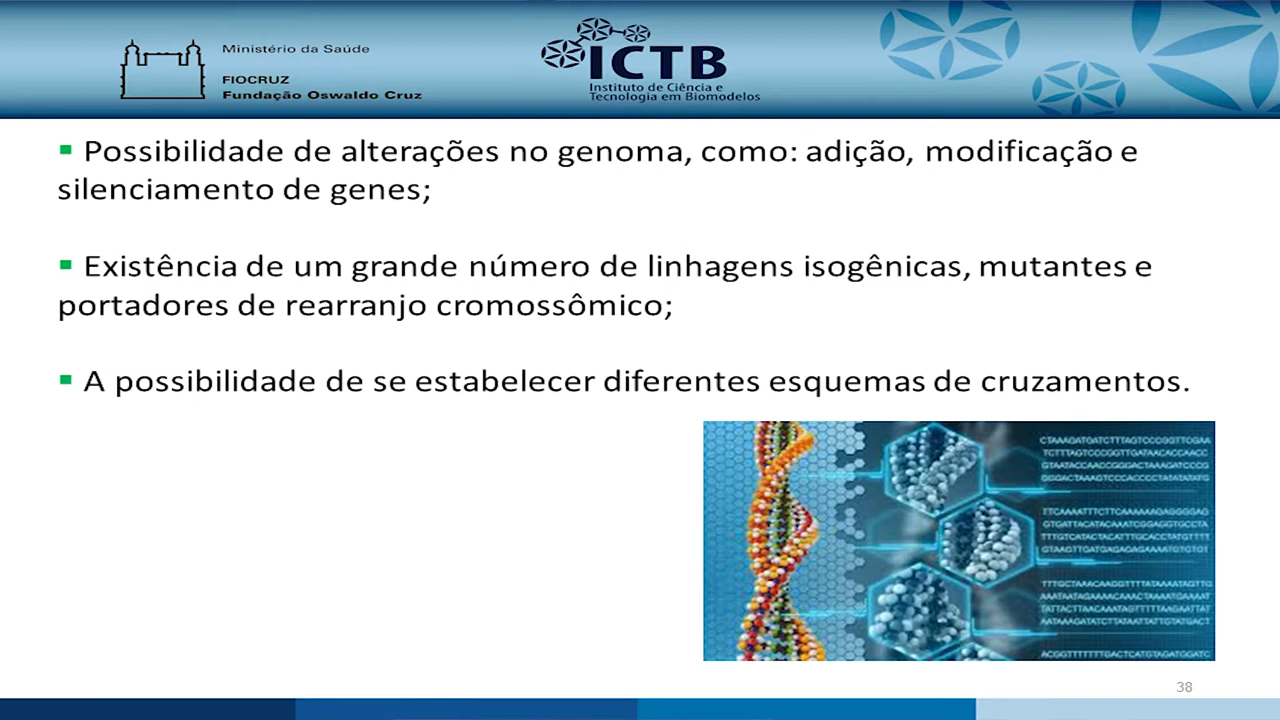 Ministério da Saúde
FIOCRUZ
Fundação Oswaldo Cruz
ICTB
Instituto de Ciência e
Tecnologia em Biomodelos
Possibilidade de alterações no genoma, como: adição, modificação e
silenciamento de genes;
Existência de um grande número de linhagens isogênicas, mutantes e
portadores de rearranjo cromossômico;
A possibilidade de se estabelecer diferentes esquemas de cruzamentos.
38